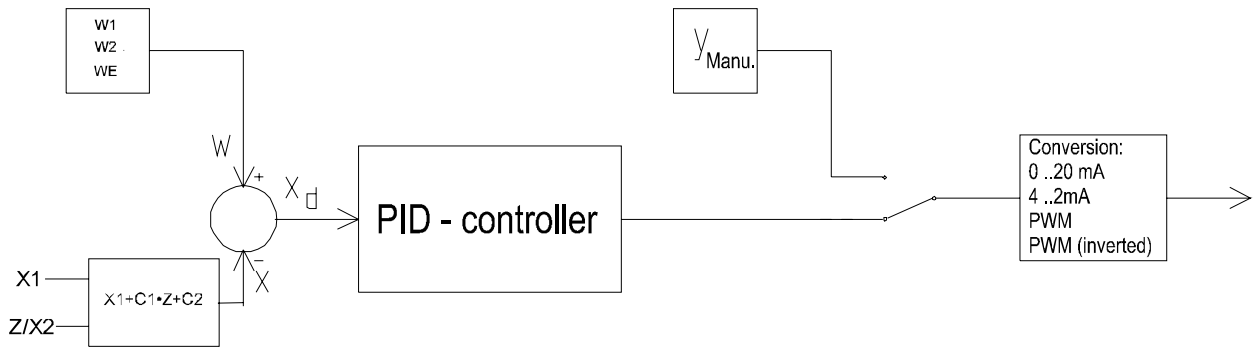 W1
W2
WE
y Manu.
W
+
Xd
PID - controller
Conversion:
0 ..20 mA
4 ..2mA
PWM
PWM (inverted)
-
X
X1
X1+C1•Z+C2
Z/X2